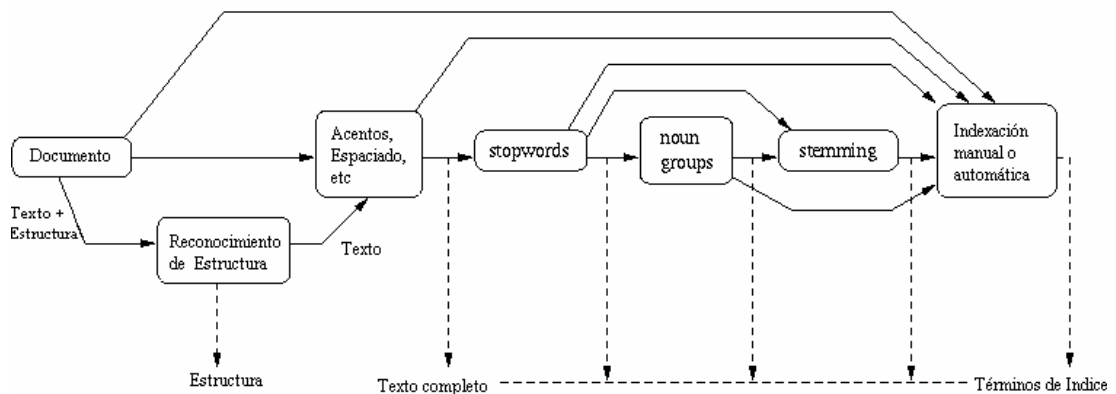 Documento
Texto +
Estructura
Reconocimiento
de Estructura
Texto
Acentos,
Espaciado,
etc
stopwords
noun
groups
stemming
Indexación
manual o
automática
Estructura
Texto completo
Términos de Indice